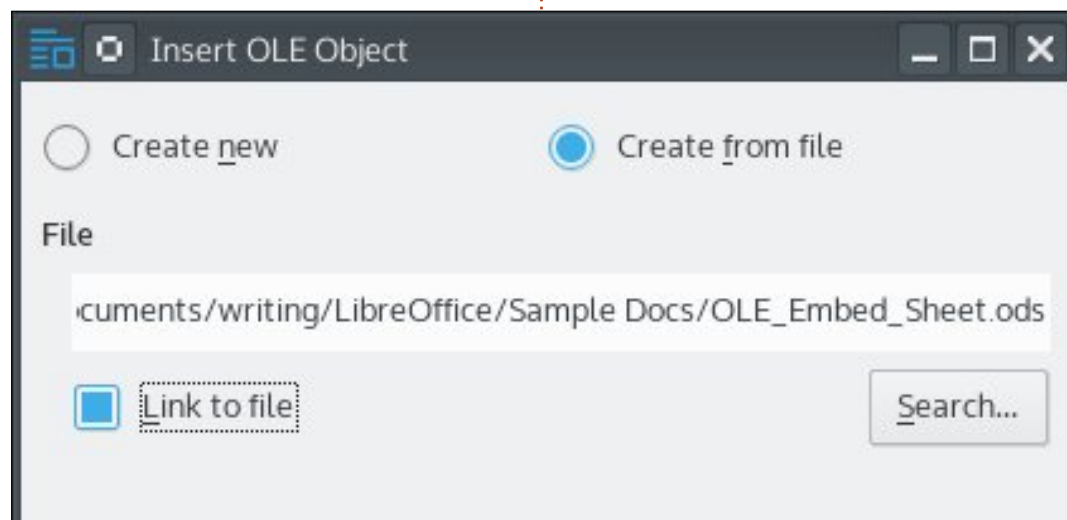 Insert OLE Object
Create new
Create from file
File
cuments/writing/LibreOffice/Sample Docs/OLE_Embed_Sheet.ods
Link to file
Search...